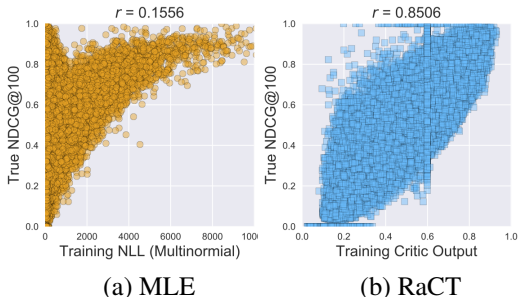 r = 0.1556
True NDCG@100
1.0
0.8
0.6
0.4
0.2
0.0
0 2000 4000 6000 8000 1000
Training NLL (Multinormial)
(a) MLE
r = 0.8506
True NDCG@100
1.0
0.8
0.6
0.4
0.2
0.0
0.0 0.2 0.4 0.6 0.8 1.0
Training Critic Output
(b) RaCT